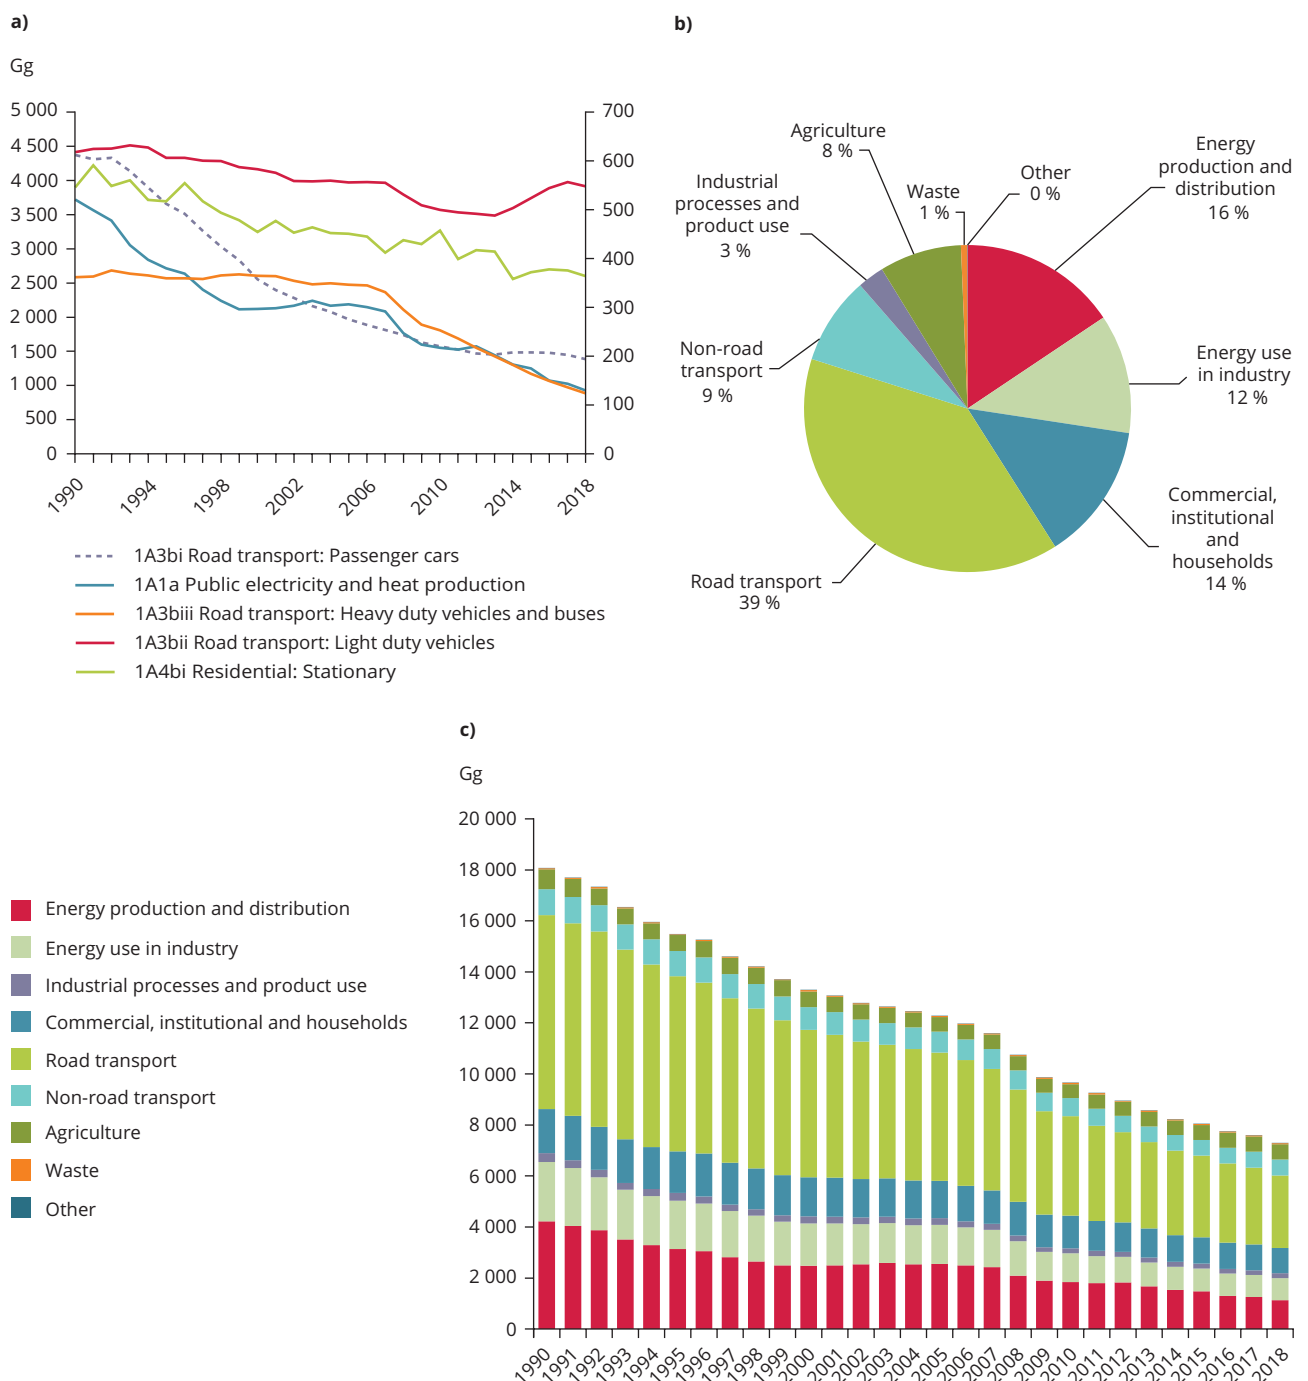 a)
Gg
5 000
4 500
4 000
3 500
3 000
2 500
2 000
1 500
1 000
500
0
700
600
500
400
300
200
100
0
1990
1994
1998
2002
2006
2010
2014
2018
1A3bi Road transport: Passenger cars
1A1a Public electricity and heat production
1A3biii Road transport: Heavy duty vehicles and buses
1A3bii Road transport: Light duty vehicles
1A4bi Residential: Stationary
b)
Agriculture
8 %
Industrial
processes and
product use
3 %
Waste
1 %
Other
0 %
Energy
production and
distribution
16 %
Non-road
transport
9 %
Energy use
in industry
12 %
Commercial,
institutional
and
households
14 %
Road transport
39 %
c)
Gg
20 000
18 000
16 000
14 000
12 000
10 000
8 000
6 000
4 000
2 000
0
Energy production and distribution
Energy use in industry
Industrial processes and product use
Commercial, institutional and households
Road transport
Non-road transport
Agriculture
Waste
Other
1990
1991
1992
1993
1994
1995
1996
1997
1998
1999
2000
2001
2002
2003
2004
2005
2006
2007
2008
2009
2010
2011
2012
2013
2014
2015
2016
2017
2018